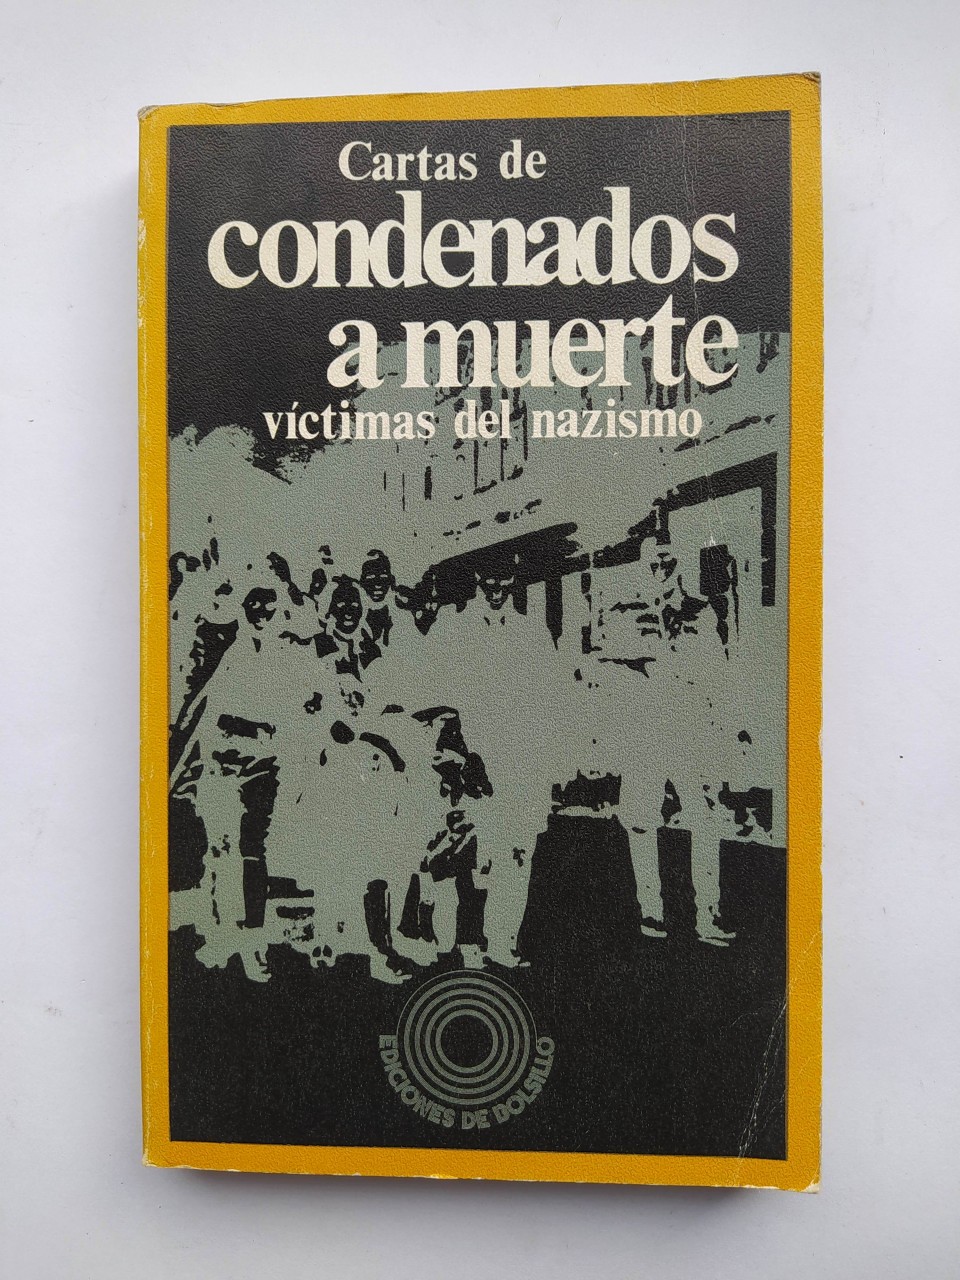 Cartas de
condenados
a muerte
víctimas del nazismo
EDICIONES DE BOLSILLO